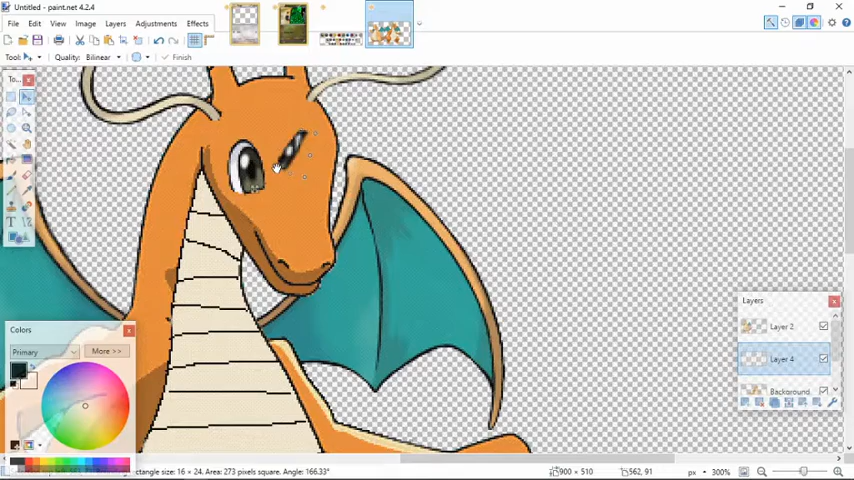 Untitled - paint.net 4.2.4
File Edit View Image Layers Adjustments Effects
Tool: Quality: Bilinear Finish
To...
T
Layers
Layer 2
Layer 4
Background
Colors
Primary More >>
rectangle size: 16 × 24. Area: 273 pixels square. Angle: 166.33°
900 × 510 562, 91 px 300%